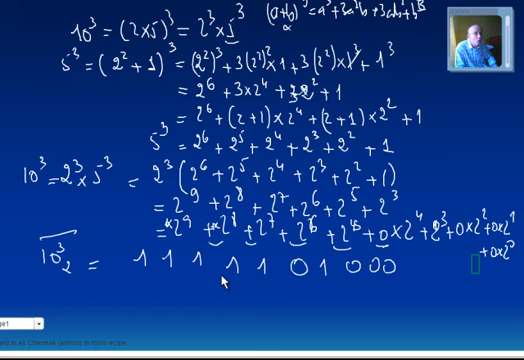 10³ = (2×5)³ = 2³×5³ (a+b)³ = a³+3a²b+3ab²+b³
5³ = (2²+1)³ = (2²)³+3(2²)²×1+3(2²)×1²+1³
= 2⁶+3×2⁴+3×2²+1
= 2⁶+(2+1)×2⁴+(2+1)×2²+1
5³ = 2⁶+2⁵+2⁴+2³+2²+1
10³=2³×5³ = 2³(2⁶+2⁵+2⁴+2³+2²+1)
= 2⁹+2⁸+2⁷+2⁶+2⁵+2³
= 2⁹+2⁸+2⁷+2⁶+2⁵+0×2⁴+2³+0×2²+0×2¹
+0×2⁰
10³₂ = 1 1 1 1 1 0 1 0 0 0